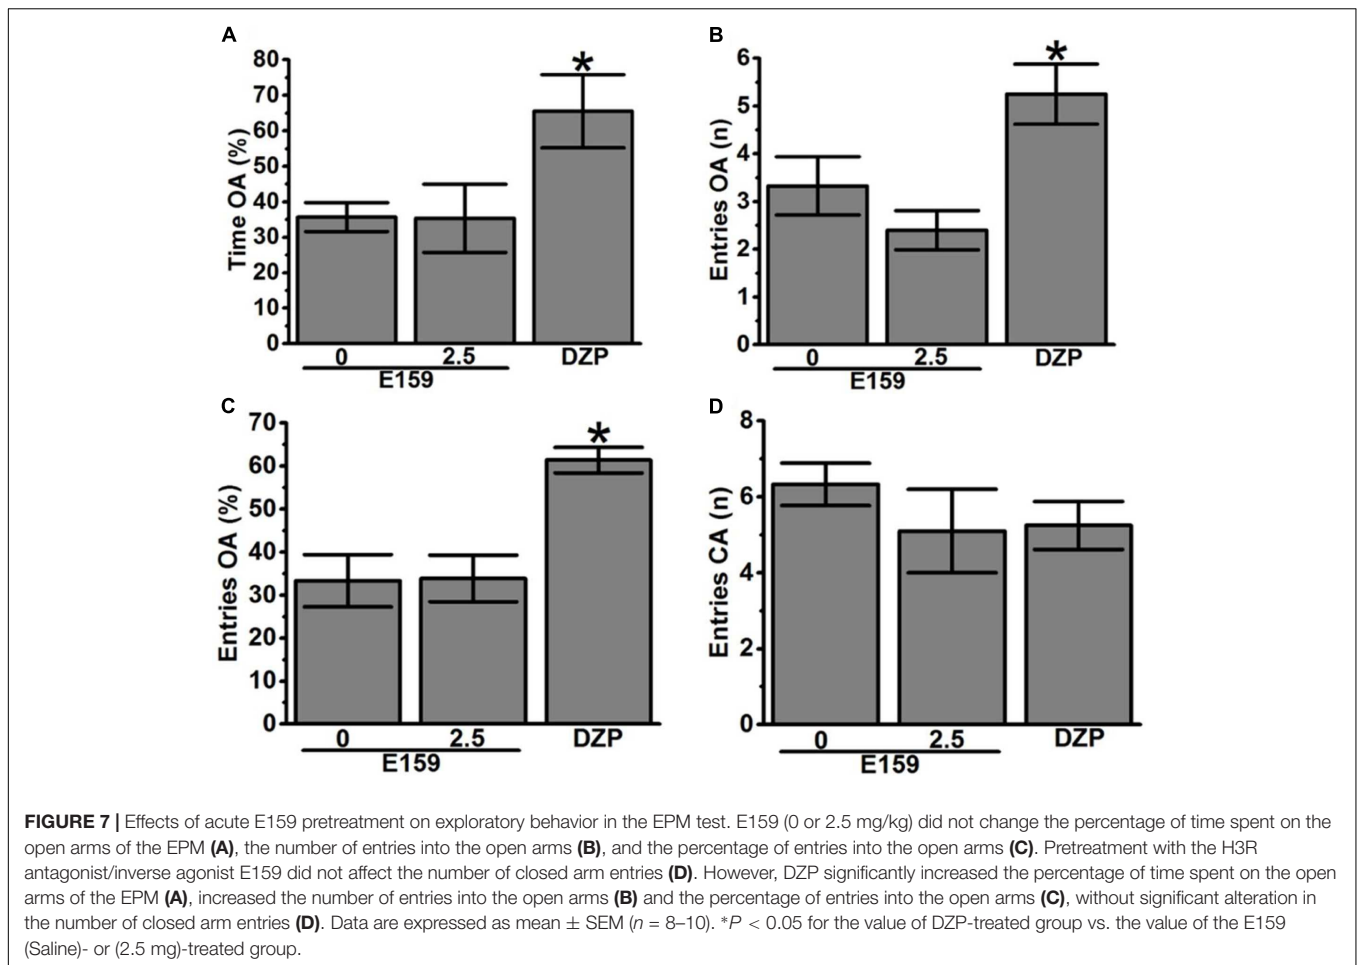 A
Time OA (%)
80
70
60
50
40
30
20
10
0
*
0 2.5 DZP
E159
B
Entries OA (n)
6
5
4
3
2
1
0
*
0 2.5 DZP
E159
C
Entries OA (%)
70
60
50
40
30
20
10
0
*
0 2.5 DZP
E159
D
Entries CA (n)
8
6
4
2
0
0 2.5 DZP
E159
FIGURE 7 | Effects of acute E159 pretreatment on exploratory behavior in the EPM test. E159 (0 or 2.5 mg/kg) did not change the percentage of time spent on the
open arms of the EPM (A), the number of entries into the open arms (B), and the percentage of entries into the open arms (C). Pretreatment with the H3R
antagonist/inverse agonist E159 did not affect the number of closed arm entries (D). However, DZP significantly increased the percentage of time spent on the open
arms of the EPM (A), increased the number of entries into the open arms (B) and the percentage of entries into the open arms (C), without significant alteration in
the number of closed arm entries (D). Data are expressed as mean ± SEM (n = 8–10). *P < 0.05 for the value of DZP-treated group vs. the value of the E159
(Saline)- or (2.5 mg)-treated group.